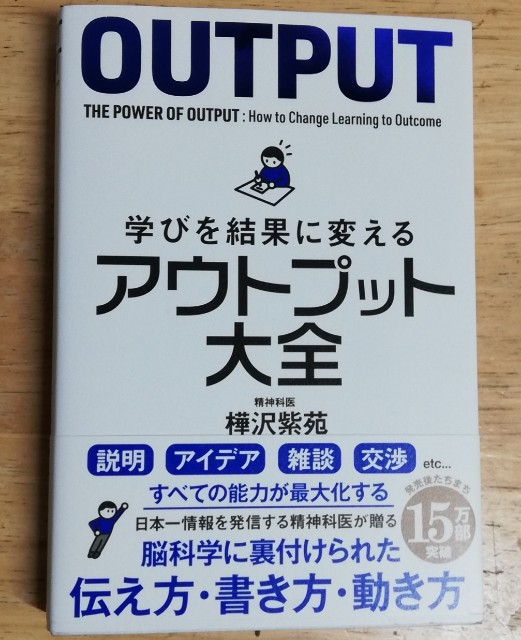 OUTPUT
THE POWER OF OUTPUT : How to Change Learning to Outcome
学びを結果に変える
アウトプット
大全
精神科医
樺沢紫苑
説明 アイデア 雑談 交渉 etc...
すべての能力が最大化する
日本一情報を発信する精神科医が贈る
脳科学に裏付けられた
伝え方・書き方・動き方
発売後たちまち
15万部
突破